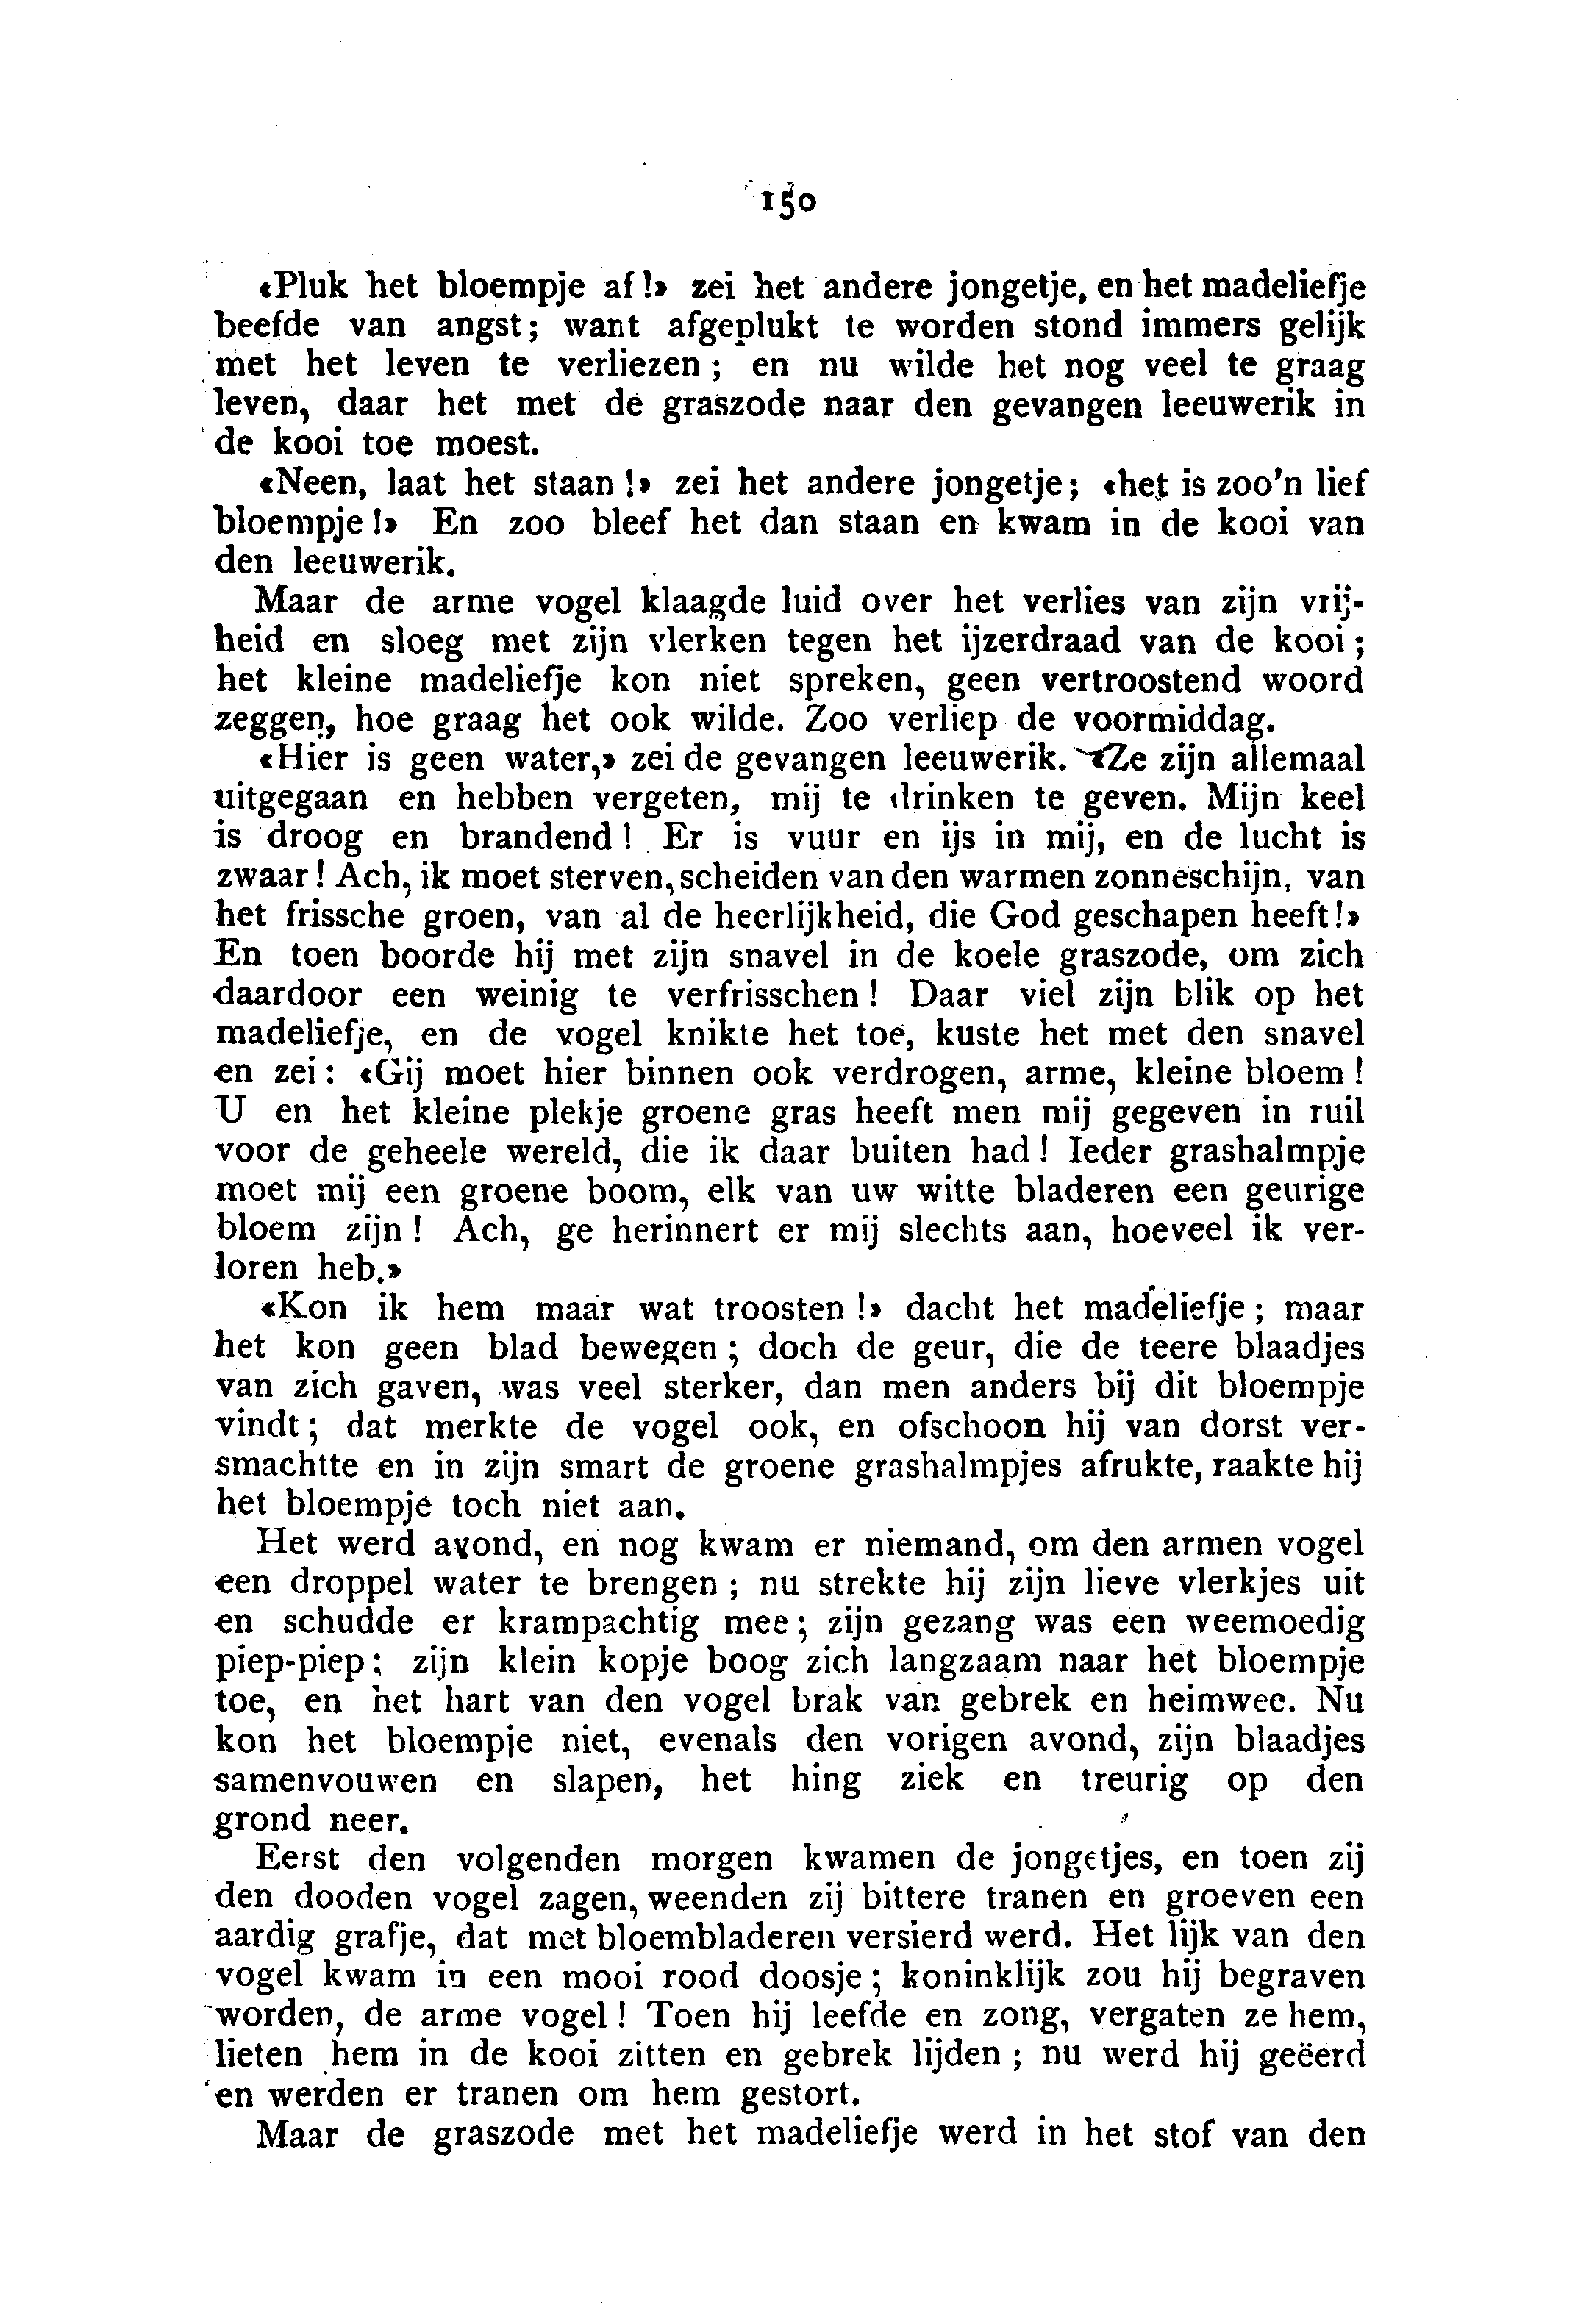 150
«Pluk het bloempje af!» zei het andere jongetje, en het madeliefje
beefde van angst; want afgeplukt te worden stond immers gelijk
met het leven te verliezen; en nu wilde het nog veel te graag
leven, daar het met de graszode naar den gevangen leeuwerik in
de kooi toe moest.
«Neen, laat het staan!» zei het andere jongetje; «het is zoo'n lief
bloempje!» En zoo bleef het dan staan en kwam in de kooi van
den leeuwerik.
Maar de arme vogel klaagde luid over het verlies van zijn vrij-
heid en sloeg met zijn vlerken tegen het ijzerdraad van de kooi;
het kleine madeliefje kon niet spreken, geen vertroostend woord
zeggen, hoe graag het ook wilde. Zoo verliep de voormiddag.
«Hier is geen water,» zei de gevangen leeuwerik. «Ze zijn allemaal
uitgegaan en hebben vergeten, mij te drinken te geven. Mijn keel
is droog en brandend! Er is vuur en ijs in mij, en de lucht is
zwaar! Ach, ik moet sterven, scheiden van den warmen zonneschijn, van
het frissche groen, van al de heerlijkheid, die God geschapen heeft!»
En toen boorde hij met zijn snavel in de koele graszode, om zich
daardoor een weinig te verfrisschen! Daar viel zijn blik op het
madeliefje, en de vogel knikte het toe, kuste het met den snavel
en zei: «Gij moet hier binnen ook verdrogen, arme, kleine bloem!
U en het kleine plekje groene gras heeft men mij gegeven in ruil
voor de geheele wereld, die ik daar buiten had! Ieder grashalmpje
moet mij een groene boom, elk van uw witte bladeren een geurige
bloem zijn! Ach, ge herinnert er mij slechts aan, hoeveel ik ver-
loren heb.»
«Kon ik hem maar wat troosten!» dacht het madeliefje; maar
het kon geen blad bewegen; doch de geur, die de teere blaadjes
van zich gaven, was veel sterker, dan men anders bij dit bloempje
vindt; dat merkte de vogel ook, en ofschoon hij van dorst ver-
smachtte en in zijn smart de groene grashalmpjes afrukte, raakte hij
het bloempje toch niet aan.
Het werd avond, en nog kwam er niemand, om den armen vogel
een droppel water te brengen; nu strekte hij zijn lieve vlerkjes uit
en schudde er krampachtig mee; zijn gezang was een weemoedig
piep-piep; zijn klein kopje boog zich langzaam naar het bloempje
toe, en het hart van den vogel brak van gebrek en heimwee. Nu
kon het bloempje niet, evenals den vorigen avond, zijn blaadjes
samenvouwen en slapen, het hing ziek en treurig op den
grond neer.
Eerst den volgenden morgen kwamen de jongetjes, en toen zij
den dooden vogel zagen, weenden zij bittere tranen en groeven een
aardig grafje, dat met bloembladeren versierd werd. Het lijk van den
vogel kwam in een mooi rood doosje; koninklijk zou hij begraven
worden, de arme vogel! Toen hij leefde en zong, vergaten ze hem,
lieten hem in de kooi zitten en gebrek lijden; nu werd hij geëerd
en werden er tranen om hem gestort.
Maar de graszode met het madeliefje werd in het stof van den